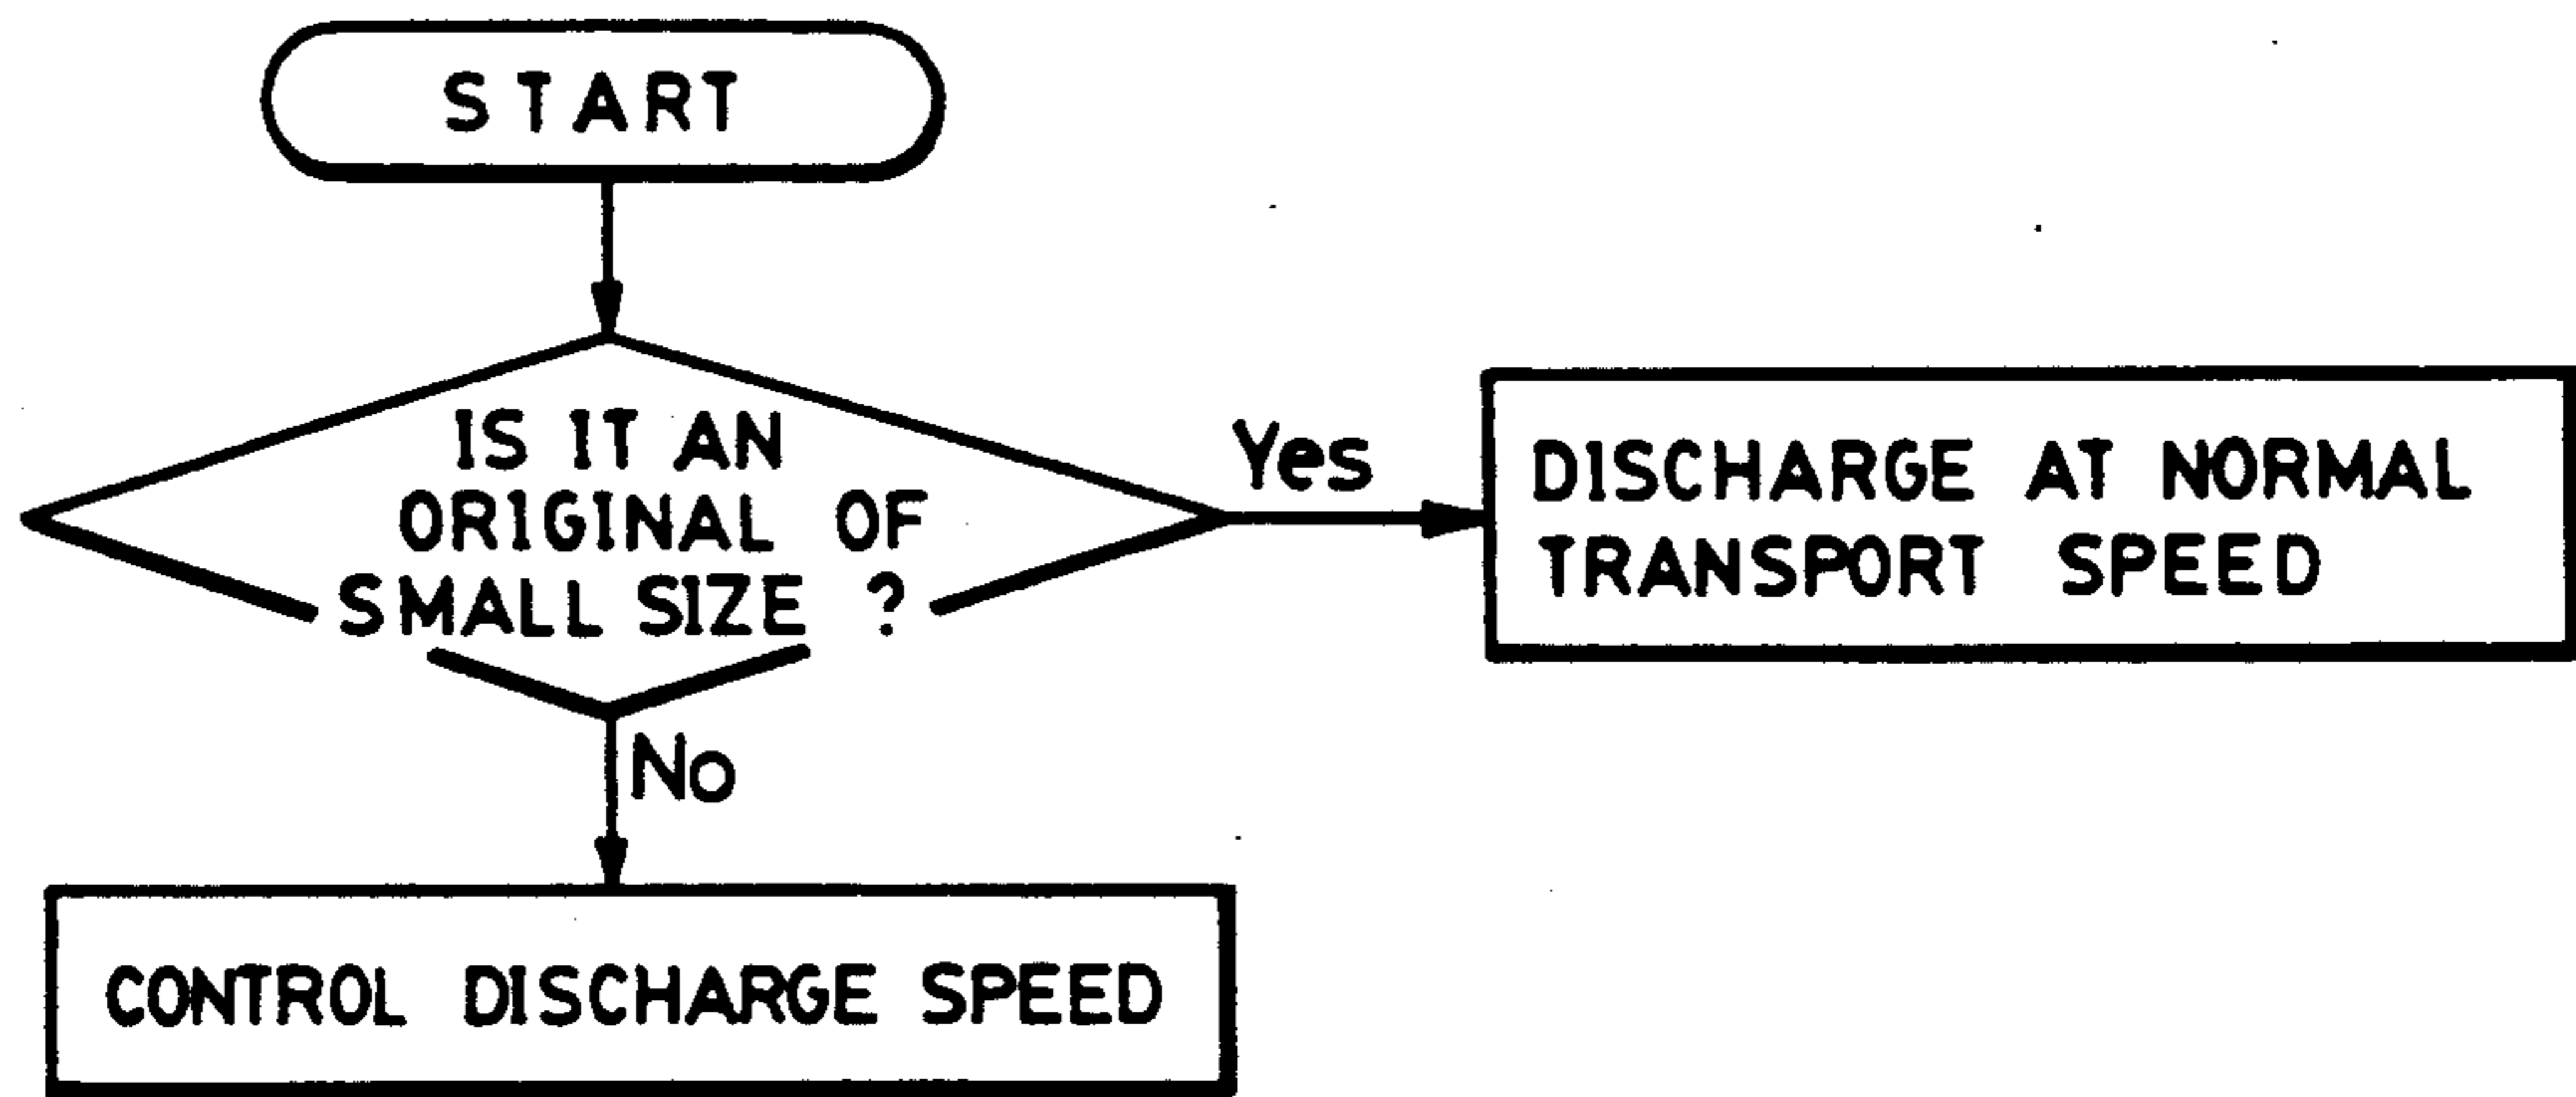 START
IS IT AN
ORIGINAL OF
SMALL SIZE ?
Yes
DISCHARGE AT NORMAL
TRANSPORT SPEED
No
CONTROL DISCHARGE SPEED